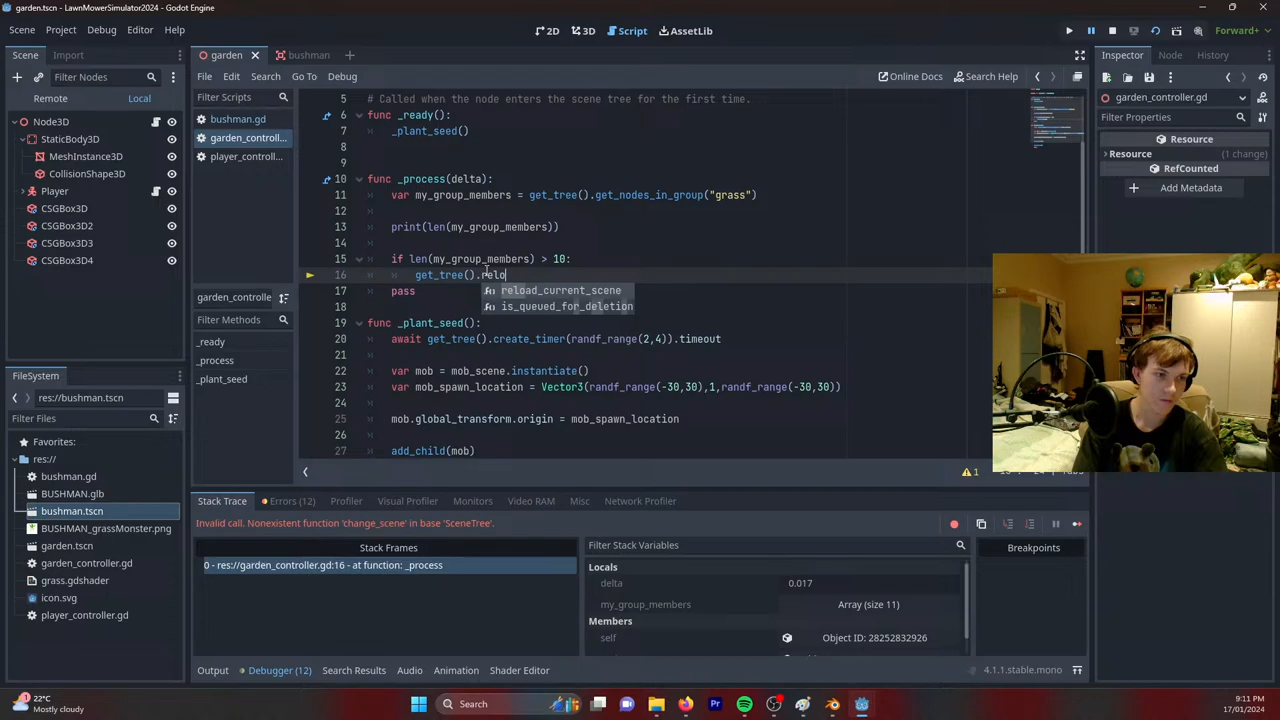 garden.tscn - LawnMowerSimulator2024 - Godot Engine
Scene Project Debug Editor Help
2D 3D Script AssetLib
Forward+
Scene Import
garden bushman
Inspector Node History
Filter Nodes
File Edit Search Go To Debug
Online Docs Search Help
Remote Local
Filter Scripts
garden_controller.gd
Filter Properties
Node3D
StaticBody3D
MeshInstance3D
CollisionShape3D
Player
CSGBox3D
CSGBox3D2
CSGBox3D3
CSGBox3D4
bushman.gd
garden_controll...
player_controll...
garden_controlle
Filter Methods
_ready
_process
_plant_seed
5 # Called when the node enters the scene tree for the first time.
6 func _ready():
7 _plant_seed()
8
9
10 func _process(delta):
11 var my_group_members = get_tree().get_nodes_in_group("grass")
12
13 print(len(my_group_members))
14
15 if len(my_group_members) > 10:
16 get_tree().relo
reload_current_scene
is_queued_for_deletion
17 pass
18
19 func _plant_seed():
20 await get_tree().create_timer(randf_range(2,4)).timeout
21
22 var mob = mob_scene.instantiate()
23 var mob_spawn_location = Vector3(randf_range(-30,30),1,randf_range(-30,30))
24
25 mob.global_transform.origin = mob_spawn_location
26
27 add_child(mob)
Resource
Resource (1 change)
RefCounted
Add Metadata
FileSystem
res://bushman.tscn
Filter Files
Favorites:
res://
bushman.gd
BUSHMAN.glb
bushman.tscn
BUSHMAN_grassMonster.png
garden.tscn
garden_controller.gd
grass.gdshader
icon.svg
player_controller.gd
1
Stack Trace Errors (12) Profiler Visual Profiler Monitors Video RAM Misc Network Profiler
Invalid call. Nonexistent function 'change_scene' in base 'SceneTree'.
Stack Frames
0 - res://garden_controller.gd:16 - at function: _process
Filter Stack Variables
Locals
delta 0.017
my_group_members Array (size 11)
Members
self Object ID: 28252832926
Breakpoints
Output Debugger (12) Search Results Audio Animation Shader Editor
4.1.1.stable.mono
22°C
Mostly cloudy
Search
9:11 PM
17/01/2024